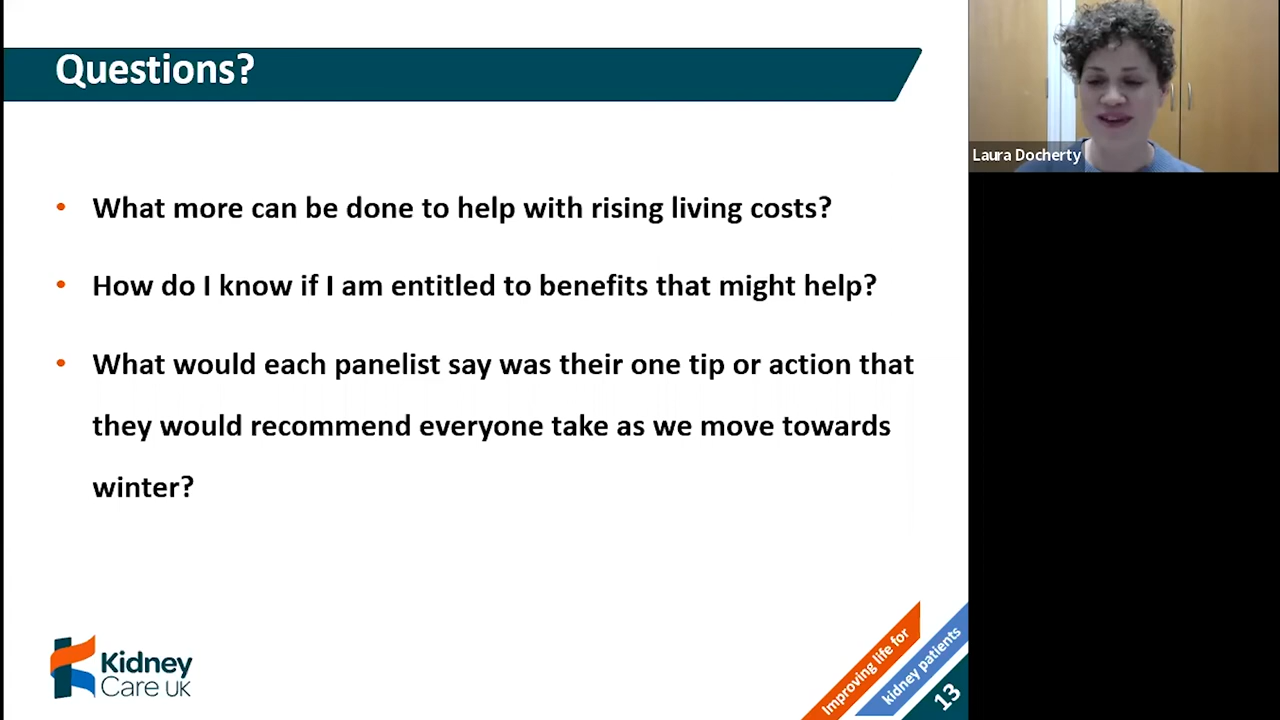 Questions?
Laura Docherty
• What more can be done to help with rising living costs?
• How do I know if I am entitled to benefits that might help?
• What would each panelist say was their one tip or action that
they would recommend everyone take as we move towards
winter?
Kidney
Care UK
Improving life for
kidney patients
13